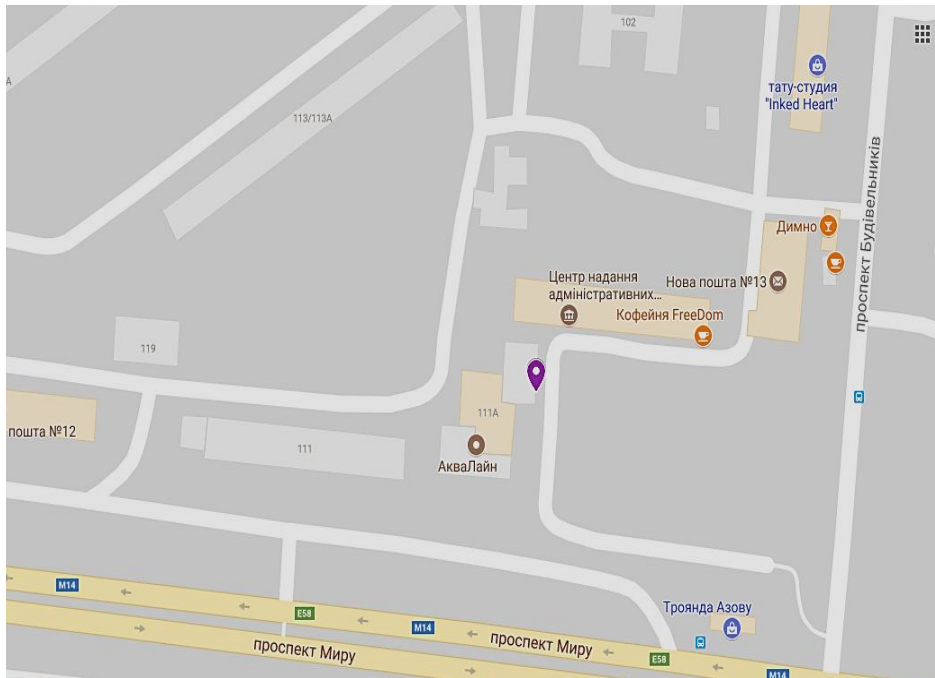 102
тату-студия
"Inked Heart"
А
113/113А
проспект Будівельників
Димно
Центр надання
адміністративних...
Нова пошта №13
Кофейня FreeDom
119
111А
пошта №12
111
АкваЛайн
M14
E58
M14
Троянда Азову
проспект Миру
проспект Миру
E58
M14